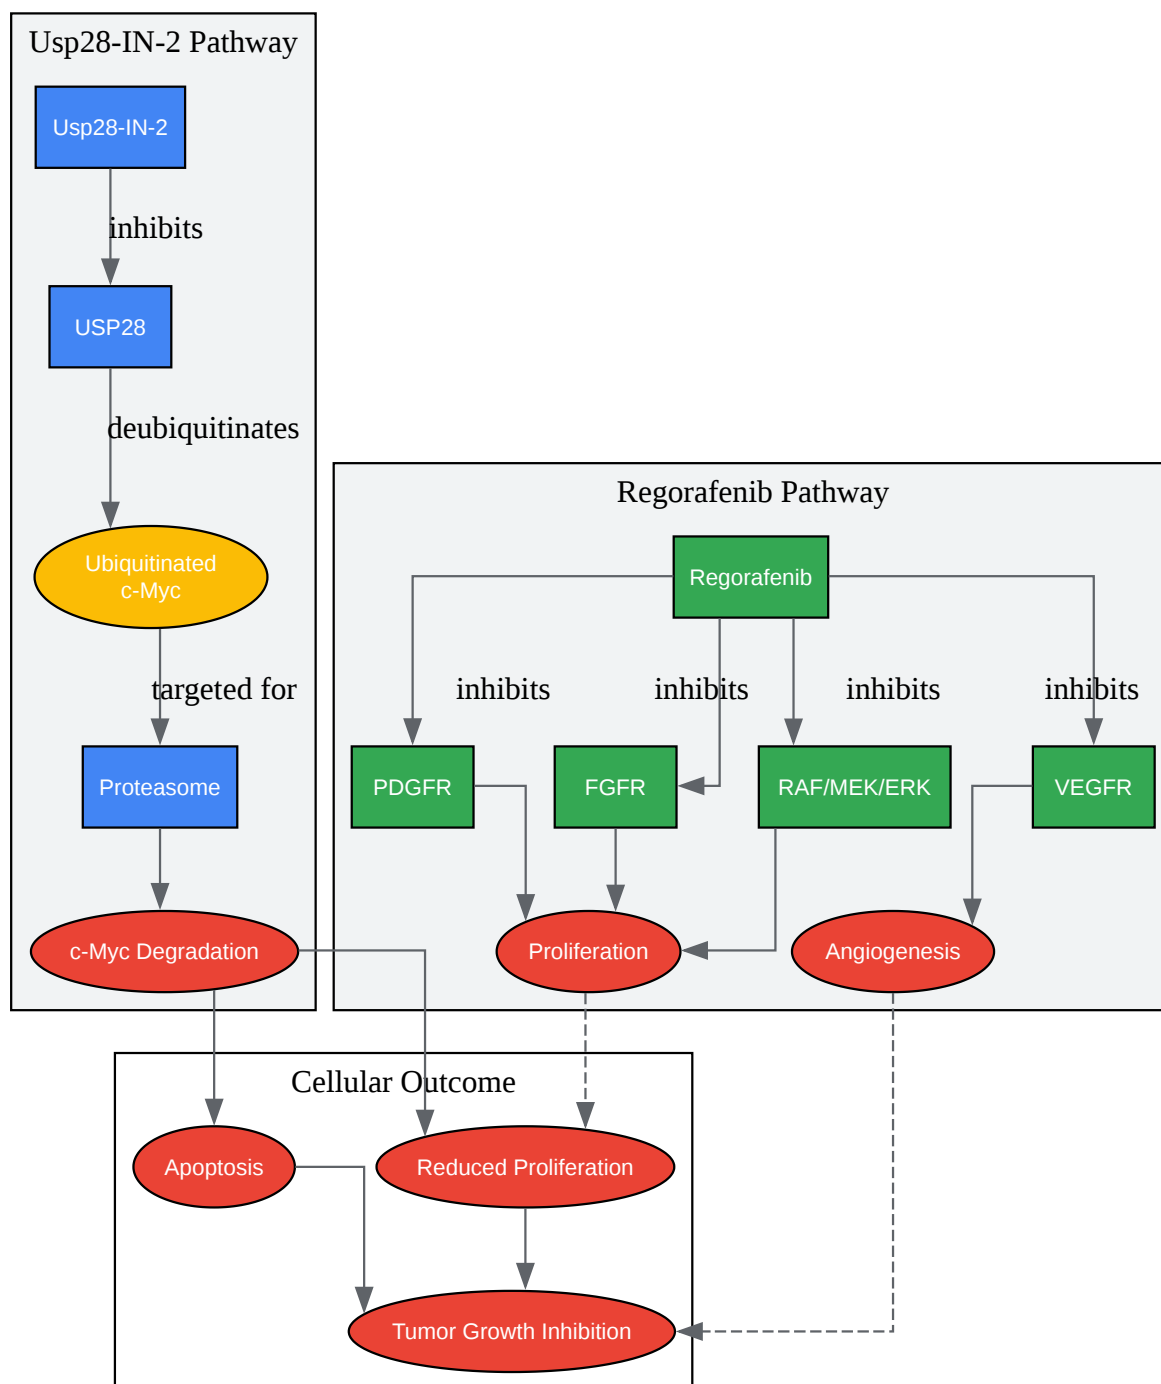 Usp28-IN-2 Pathway
Usp28-IN-2
inhibits
USP28
deubiquitinates
Ubiquitinated
c-Myc
targeted for
Proteasome
c-Myc Degradation
Regorafenib Pathway
Regorafenib
inhibits
inhibits
inhibits
inhibits
PDGFR
FGFR
RAF/MEK/ERK
VEGFR
Proliferation
Angiogenesis
Cellular Outcome
Apoptosis
Reduced Proliferation
Tumor Growth Inhibition